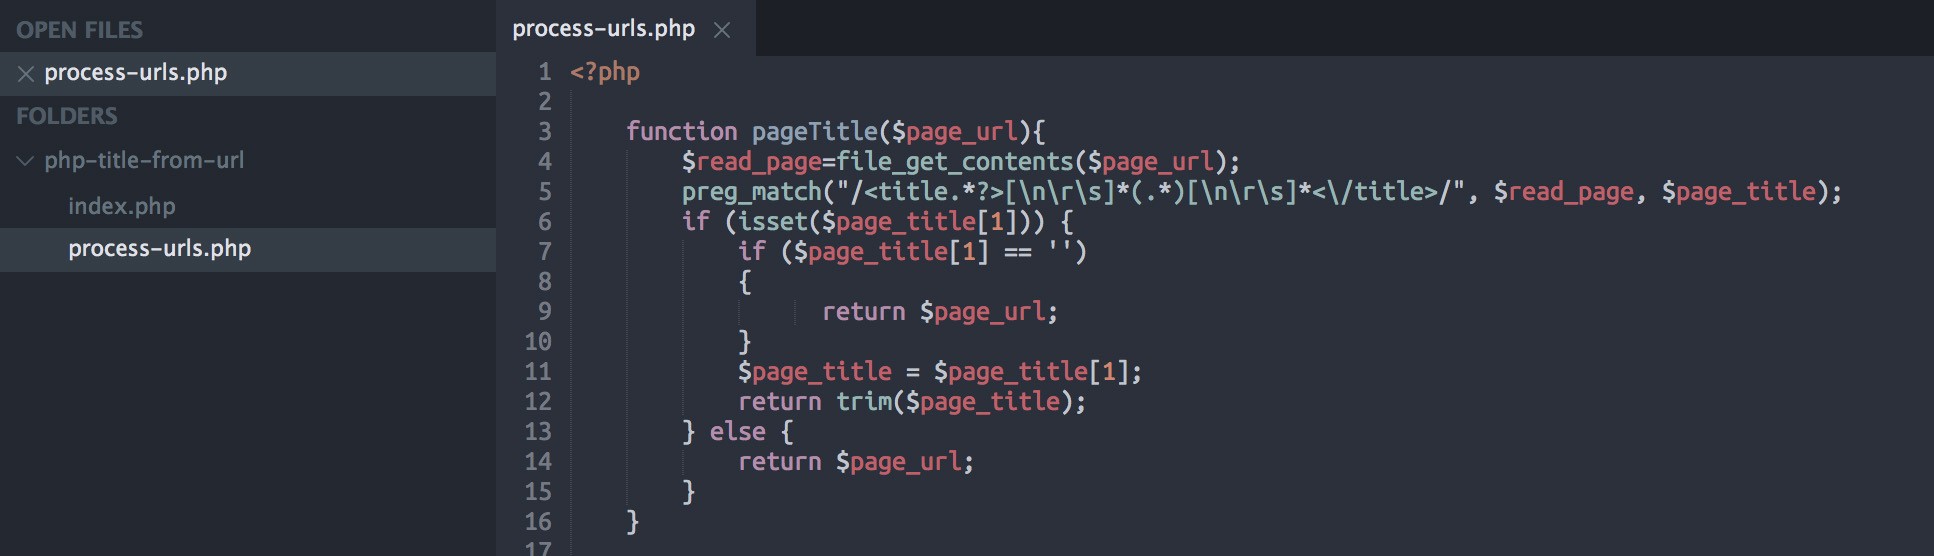 OPEN FILES
process-urls.php
FOLDERS
php-title-from-url
index.php
process-urls.php
process-urls.php
1 <?php
2
3     function pageTitle($page_url){
4         $read_page=file_get_contents($page_url);
5         preg_match("/<title.*?>[\n\r\s]*(.*)[\n\r\s]*<\/title>/", $read_page, $page_title);
6         if (isset($page_title[1])) {
7             if ($page_title[1] == '')
8             {
9                   return $page_url;
10             }
11             $page_title = $page_title[1];
12             return trim($page_title);
13         } else {
14             return $page_url;
15         }
16     }
17